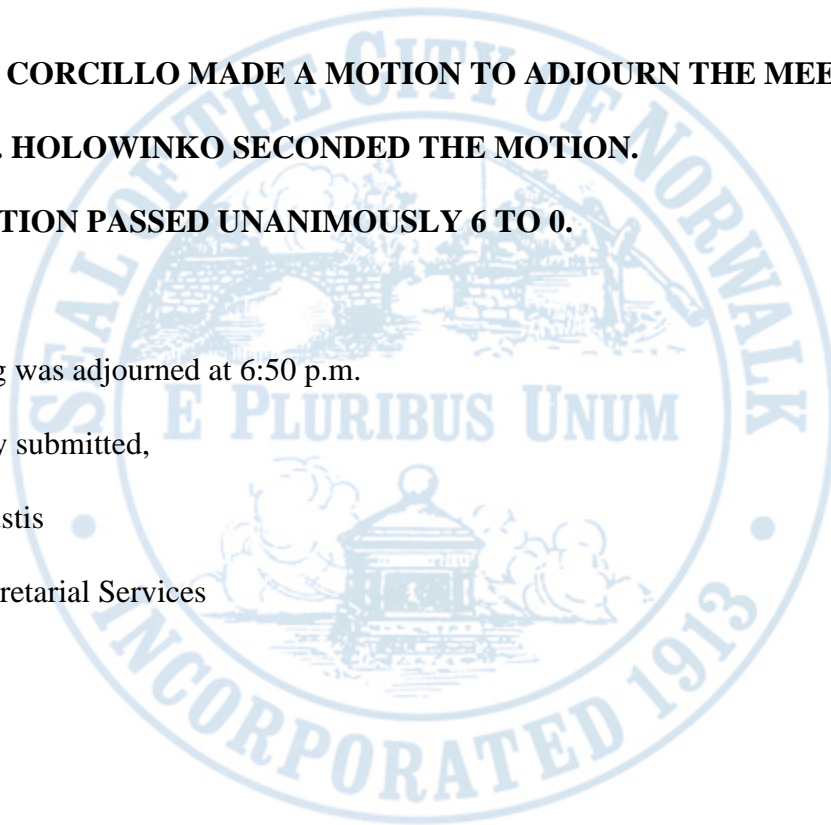 CORCILLO MADE A MOTION TO ADJOURN THE MEE
. HOLOWINKO SECONDED THE MOTION.
TION PASSED UNANIMOUSLY 6 TO 0.
g was adjourned at 6:50 p.m.
y submitted,
stis
retarial Services
SEAL OF THE CITY OF NORWALK
E PLURIBUS UNUM
INCORPORATED 1913